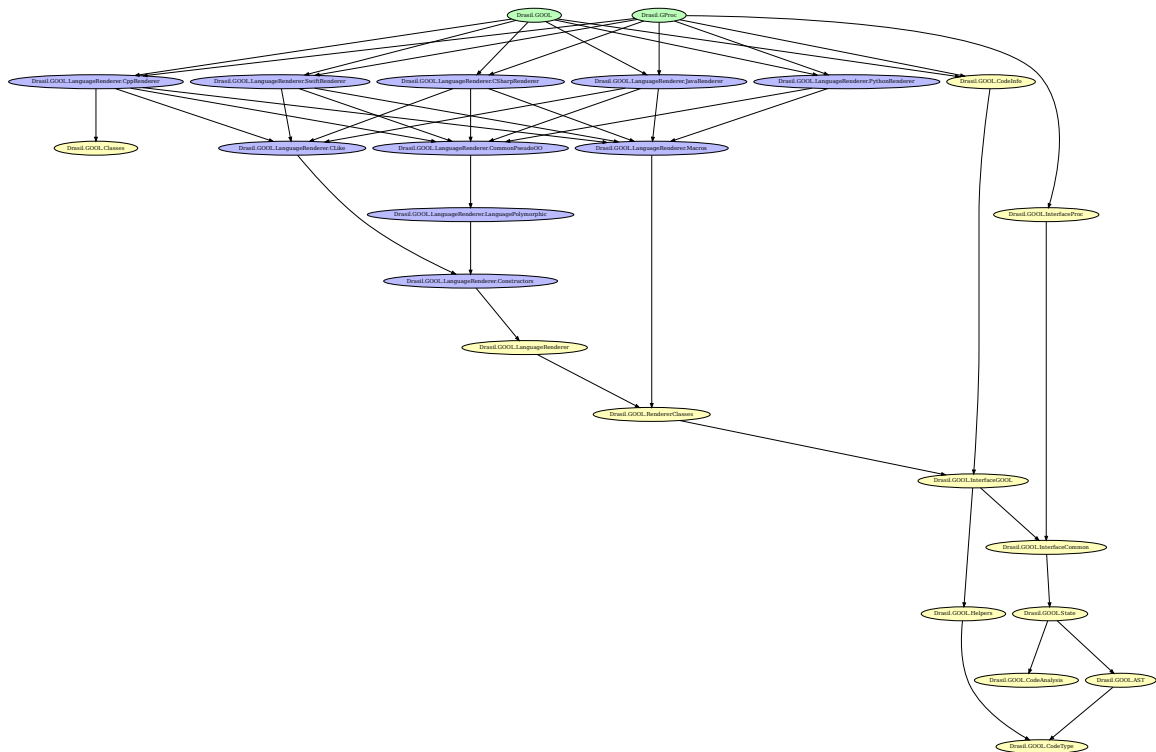 Drasil.GOOL
Drasil.GProc
Drasil.GOOL.LanguageRenderer.CppRenderer
Drasil.GOOL.LanguageRenderer.SwiftRenderer
Drasil.GOOL.LanguageRenderer.CSharpRenderer
Drasil.GOOL.LanguageRenderer.JavaRenderer
Drasil.GOOL.LanguageRenderer.PythonRenderer
Drasil.GOOL.CodeInfo
Drasil.GOOL.Classes
Drasil.GOOL.LanguageRenderer.CLike
Drasil.GOOL.LanguageRenderer.CommonPseudoOO
Drasil.GOOL.LanguageRenderer.Macros
Drasil.GOOL.LanguageRenderer.LanguagePolymorphic
Drasil.GOOL.InterfaceProc
Drasil.GOOL.LanguageRenderer.Constructors
Drasil.GOOL.LanguageRenderer
Drasil.GOOL.RendererClasses
Drasil.GOOL.InterfaceGOOL
Drasil.GOOL.InterfaceCommon
Drasil.GOOL.Helpers
Drasil.GOOL.State
Drasil.GOOL.CodeAnalysis
Drasil.GOOL.AST
Drasil.GOOL.CodeType